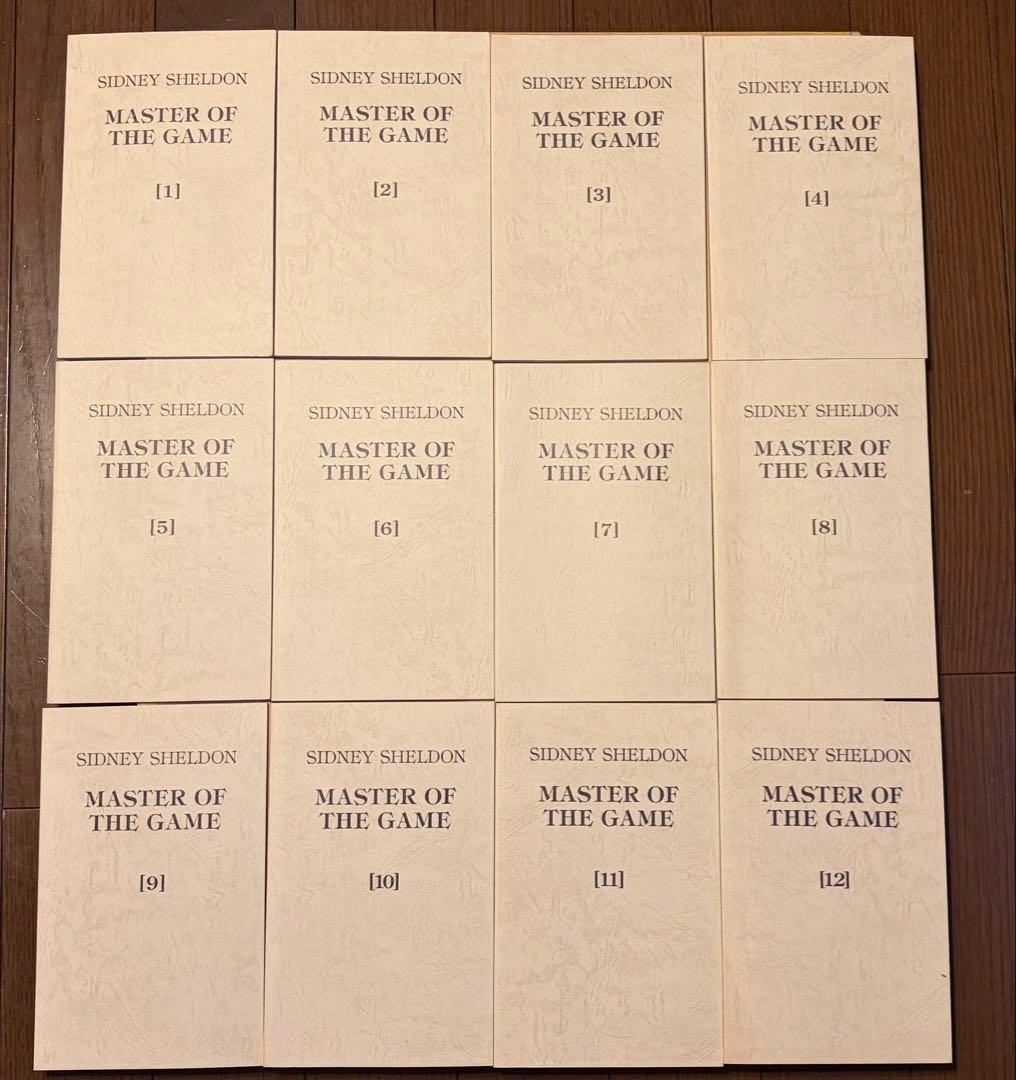 SIDNEY SHELDON
MASTER OF
THE GAME
[1]
SIDNEY SHELDON
MASTER OF
THE GAME
[2]
SIDNEY SHELDON
MASTER OF
THE GAME
[3]
SIDNEY SHELDON
MASTER OF
THE GAME
[4]
SIDNEY SHELDON
MASTER OF
THE GAME
[5]
SIDNEY SHELDON
MASTER OF
THE GAME
[6]
SIDNEY SHELDON
MASTER OF
THE GAME
[7]
SIDNEY SHELDON
MASTER OF
THE GAME
[8]
SIDNEY SHELDON
MASTER OF
THE GAME
[9]
SIDNEY SHELDON
MASTER OF
THE GAME
[10]
SIDNEY SHELDON
MASTER OF
THE GAME
[11]
SIDNEY SHELDON
MASTER OF
THE GAME
[12]